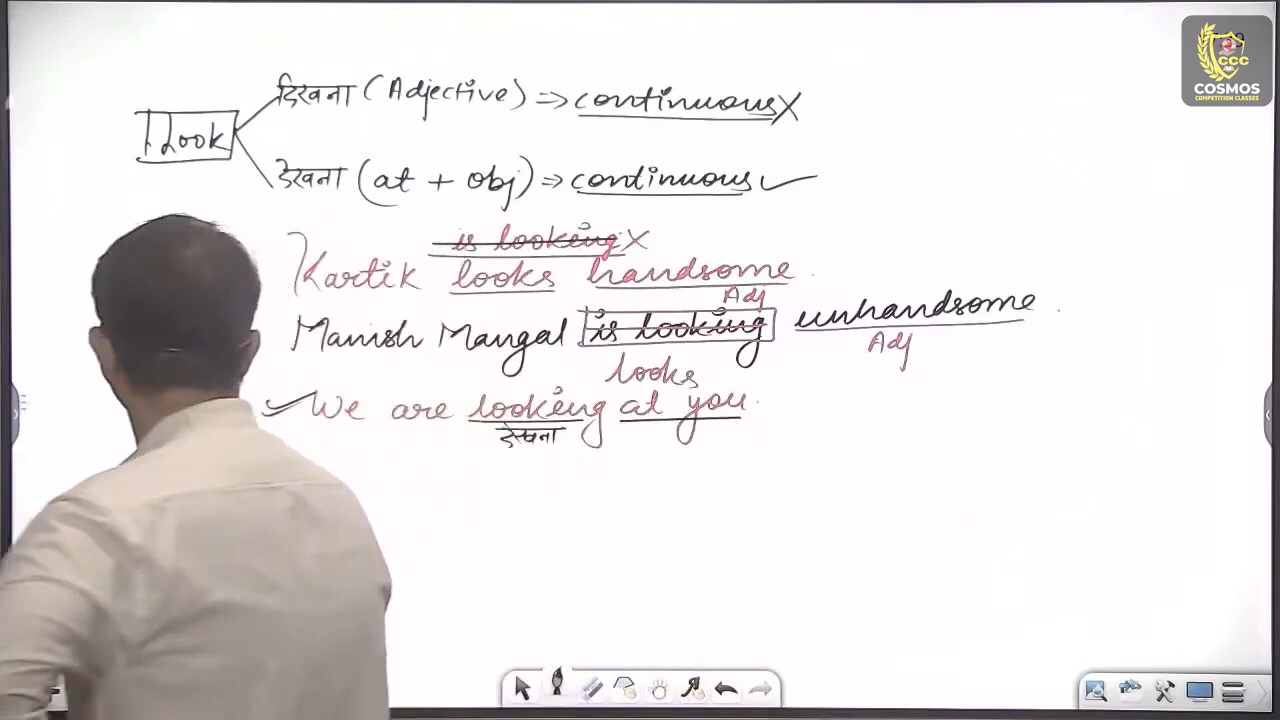 दिखना (Adjective) ⇒ continuous X
Look
देखना (at + obj) ⇒ continuous ✓
is looking X
Kartik looks handsome.
Adj
Manish Mangal is looking unhandsome.
looks
Adj
✓ We are looking at you.
देखना
CCC
COSMOS
COMPETITION CLASSES